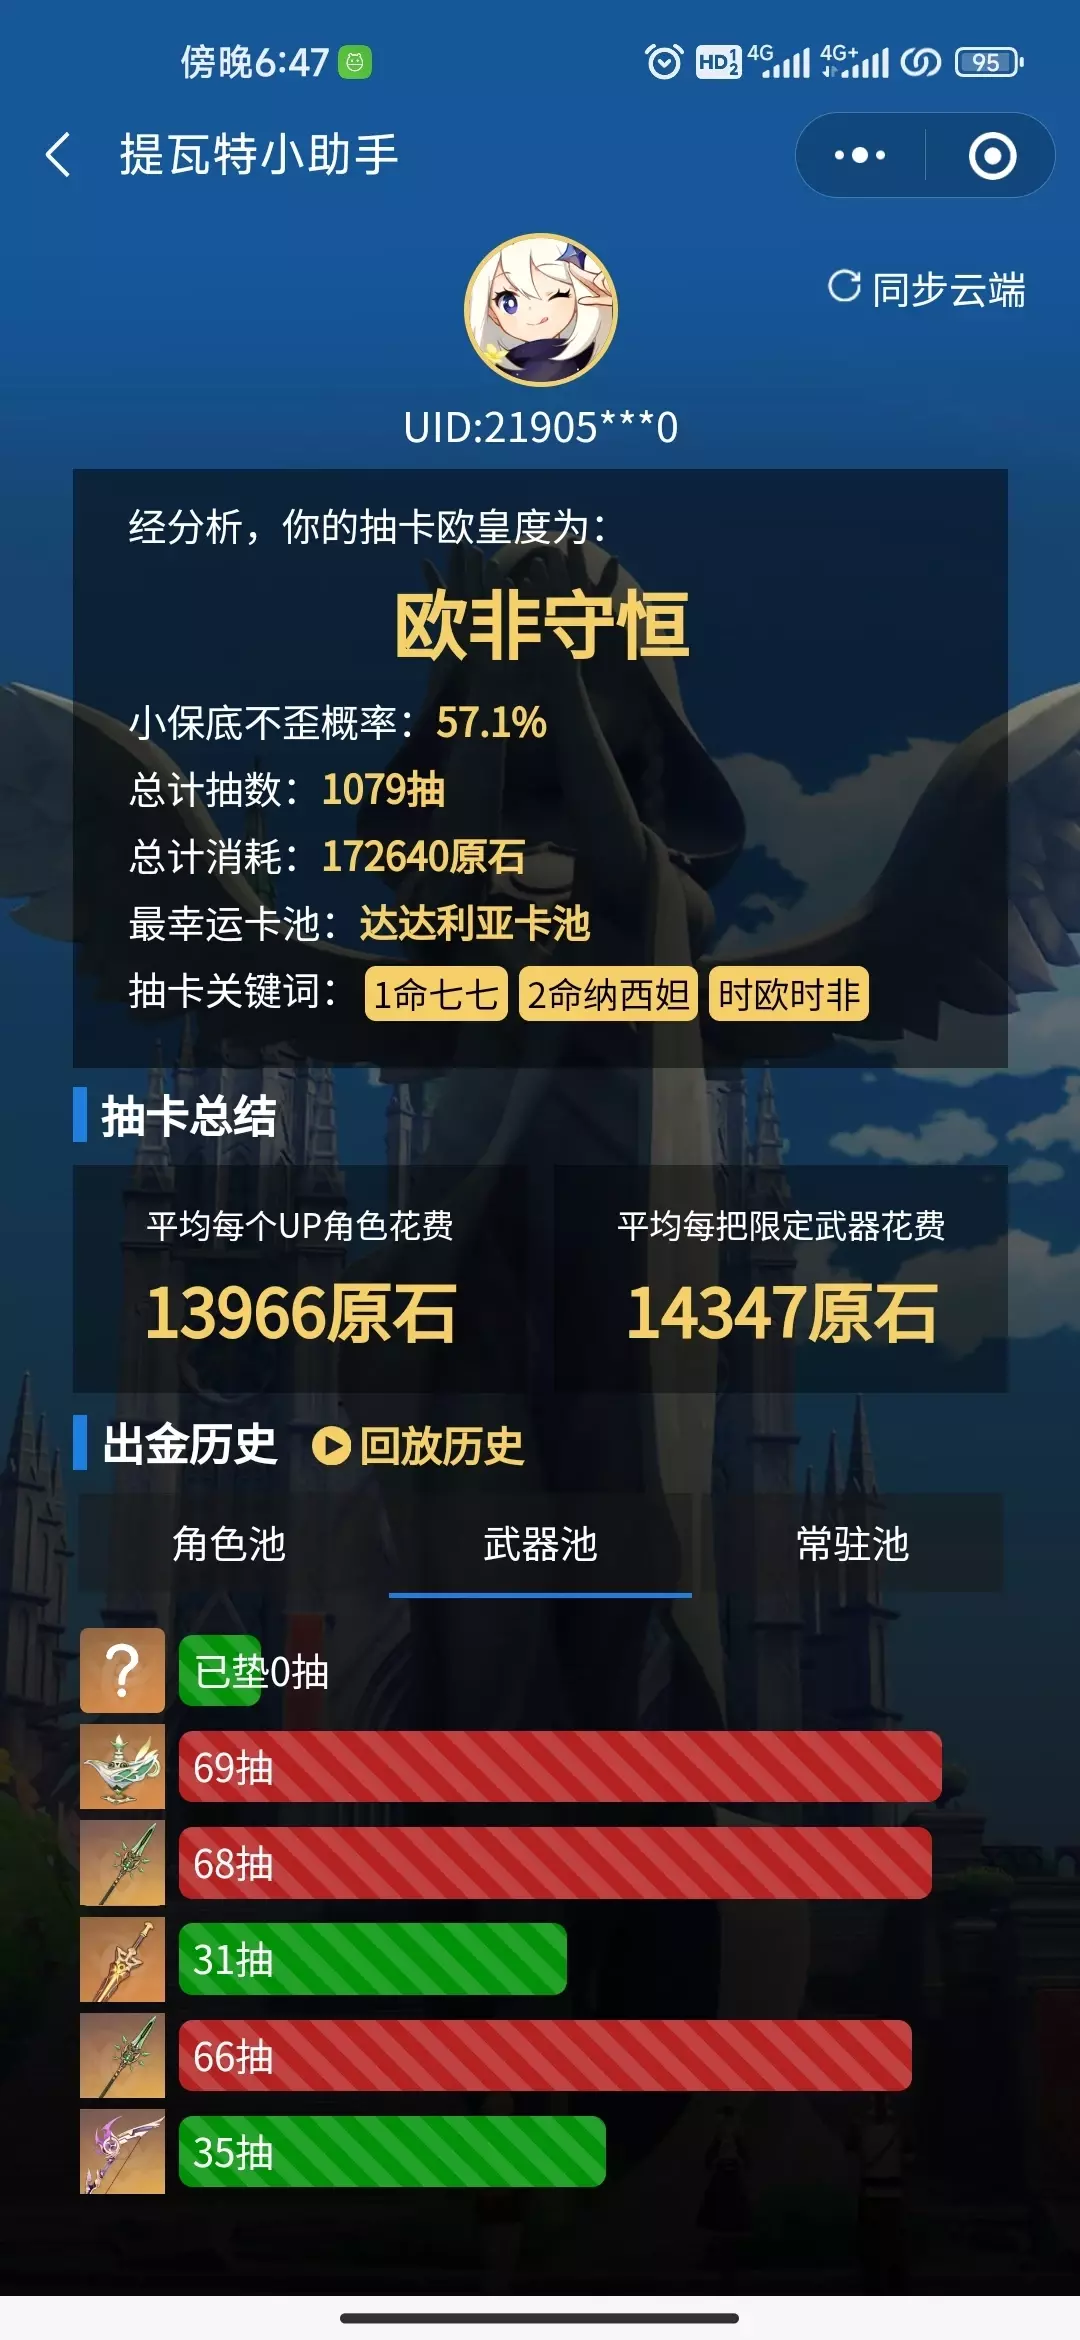 傍晚6:47
HD 1 2 4G 4G+ 95
提瓦特小助手
同步云端
UID:21905***0
经分析，你的抽卡欧皇度为：
欧非守恒
小保底不歪概率：57.1%
总计抽数：1079抽
总计消耗：172640原石
最幸运卡池：达达利亚卡池
抽卡关键词：1命七七 2命纳西妲 时欧时非
抽卡总结
平均每个UP角色花费
13966原石
平均每把限定武器花费
14347原石
出金历史 回放历史
角色池 武器池 常驻池
? 已垫0抽
69抽
68抽
31抽
66抽
35抽